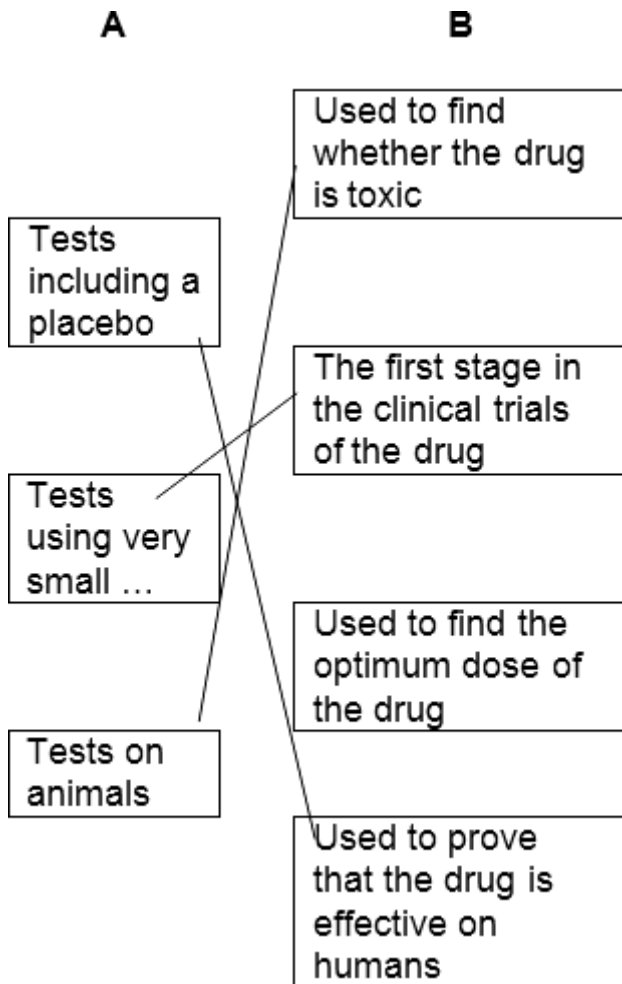 A
B
Tests
including a
placebo
Tests
using very
small …
Tests on
animals
Used to find
whether the drug
is toxic
The first stage in
the clinical trials
of the drug
Used to find the
optimum dose of
the drug
Used to prove
that the drug is
effective on
humans